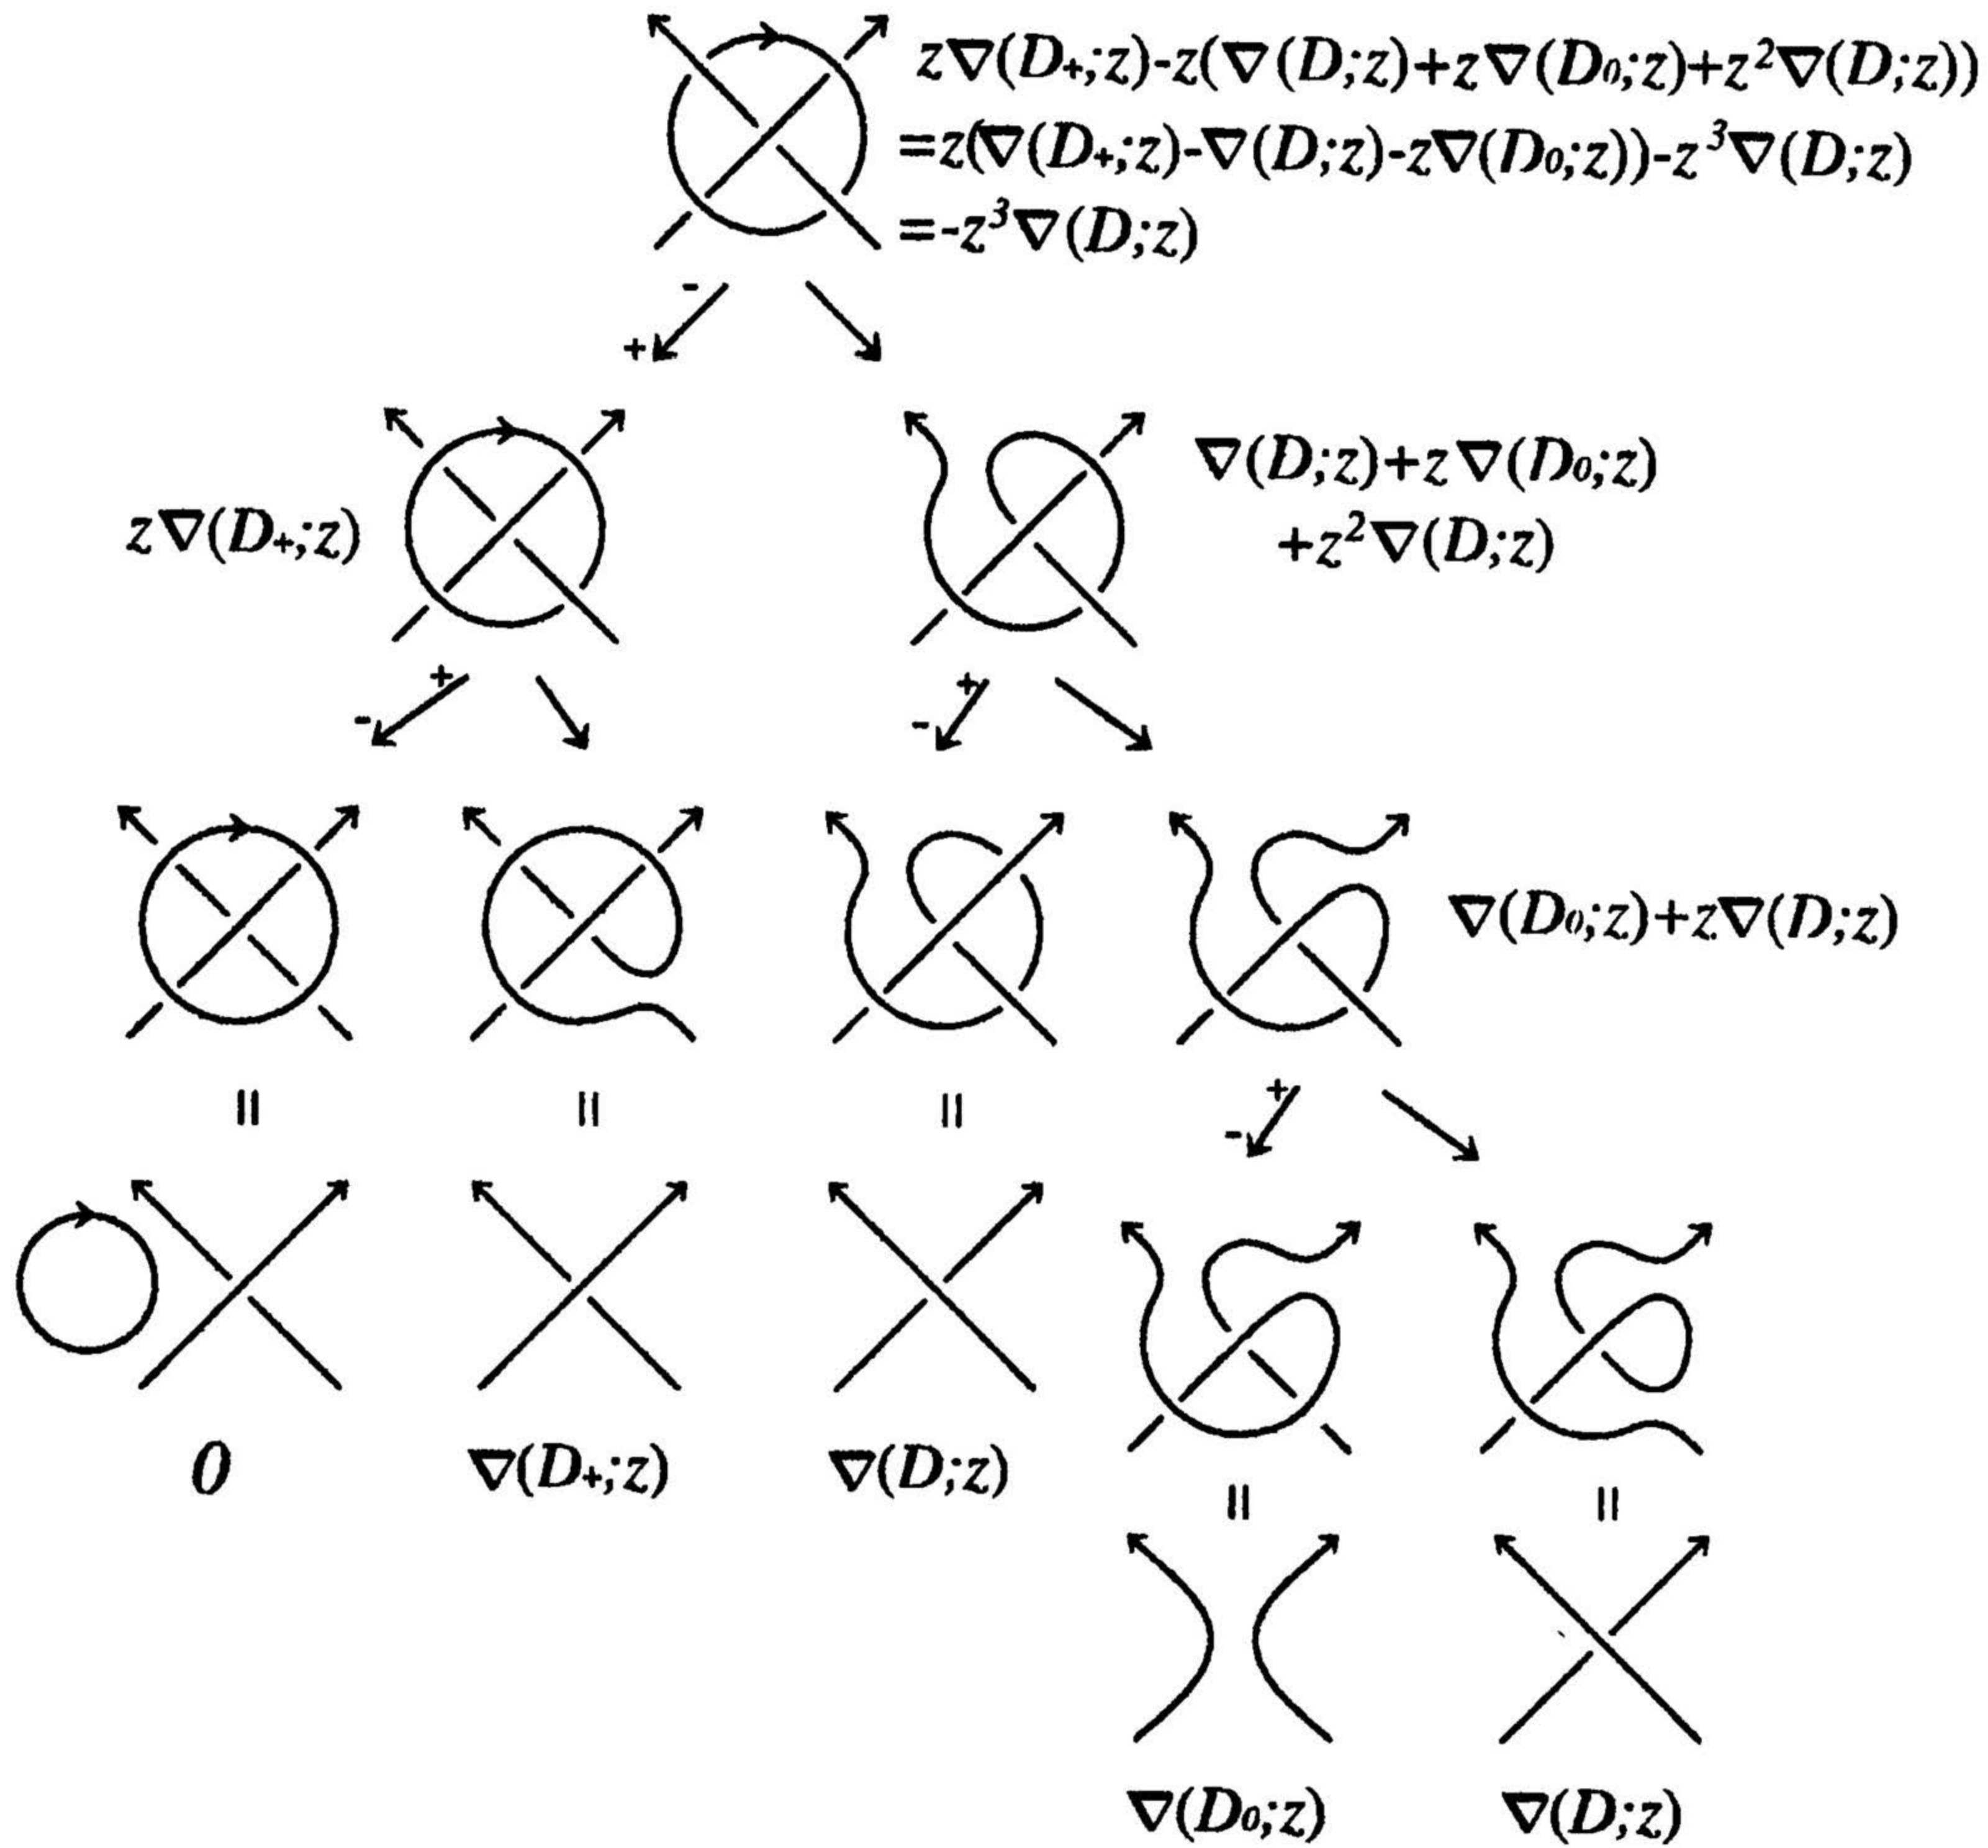 z∇(D₊;z)-z(∇(D;z)+z∇(D₀;z)+z²∇(D;z))
=z(∇(D₊;z)-∇(D;z)-z∇(D₀;z))-z³∇(D;z)
=-z³∇(D;z)
-
+
z∇(D₊;z)
∇(D;z)+z∇(D₀;z)
+z²∇(D;z)
+
-
+
-
∇(D₀;z)+z∇(D;z)
=
=
=
+
-
0
∇(D₊;z)
∇(D;z)
=
=
∇(D₀;z)
∇(D;z)